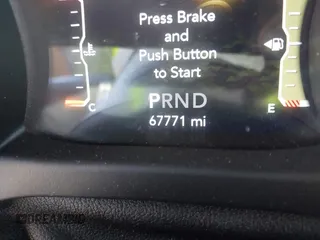 Press Brake
and
Push Button
to Start
PRND
C
67771 mi
E